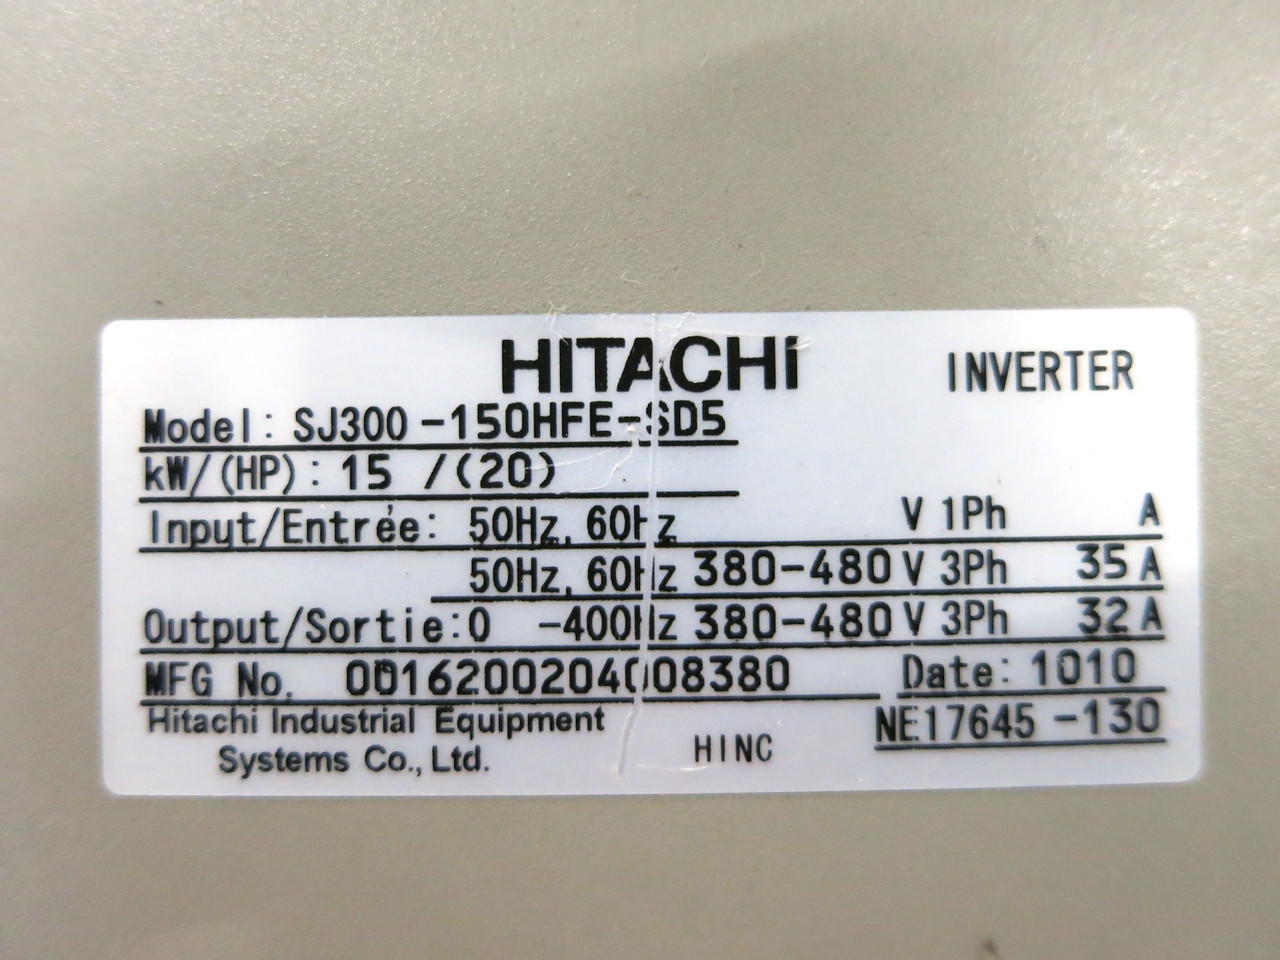 HITACHI INVERTER
Model: SJ300-150HFE-SD5
kW/(HP): 15 /(20)
Input/Entrée: 50Hz, 60Hz V 1Ph A
50Hz, 60Hz 380-480 V 3Ph 35 A
Output/Sortie: 0 -400Hz 380-480 V 3Ph 32 A
MFG No. 0016200204008380 Date: 1010
Hitachi Industrial Equipment NE17645-130
Systems Co., Ltd. HINC